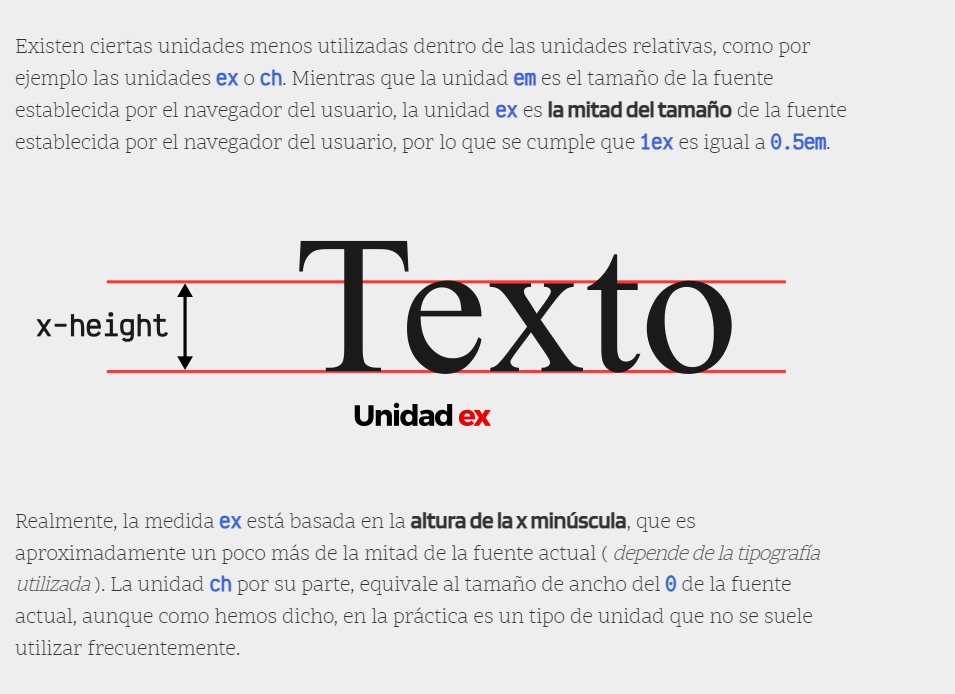 Existen ciertas unidades menos utilizadas dentro de las unidades relativas, como por
ejemplo las unidades ex o ch. Mientras que la unidad em es el tamaño de la fuente
establecida por el navegador del usuario, la unidad ex es la mitad del tamaño de la fuente
establecida por el navegador del usuario, por lo que se cumple que 1ex es igual a 0.5em.
Texto
x-height
Unidad ex
Realmente, la medida ex está basada en la altura de la x minúscula, que es
aproximadamente un poco más de la mitad de la fuente actual ( depende de la tipografía
utilizada ). La unidad ch por su parte, equivale al tamaño de ancho del 0 de la fuente
actual, aunque como hemos dicho, en la práctica es un tipo de unidad que no se suele
utilizar frecuentemente.